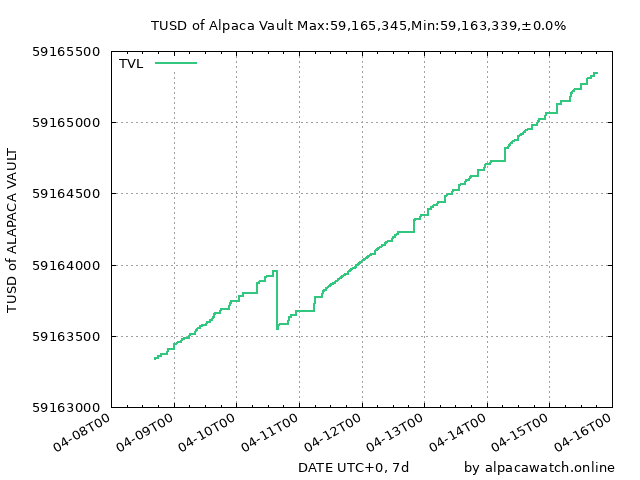 TUSD of Alpaca Vault Max:59,165,345,Min:59,163,339,±0.0%
TVL
TUSD of ALAPACA VAULT
59165500
59165000
59164500
59164000
59163500
59163000
04-08T00
04-09T00
04-10T00
04-11T00
04-12T00
04-13T00
04-14T00
04-15T00
04-16T00
DATE UTC+0, 7d
by alpacawatch.online